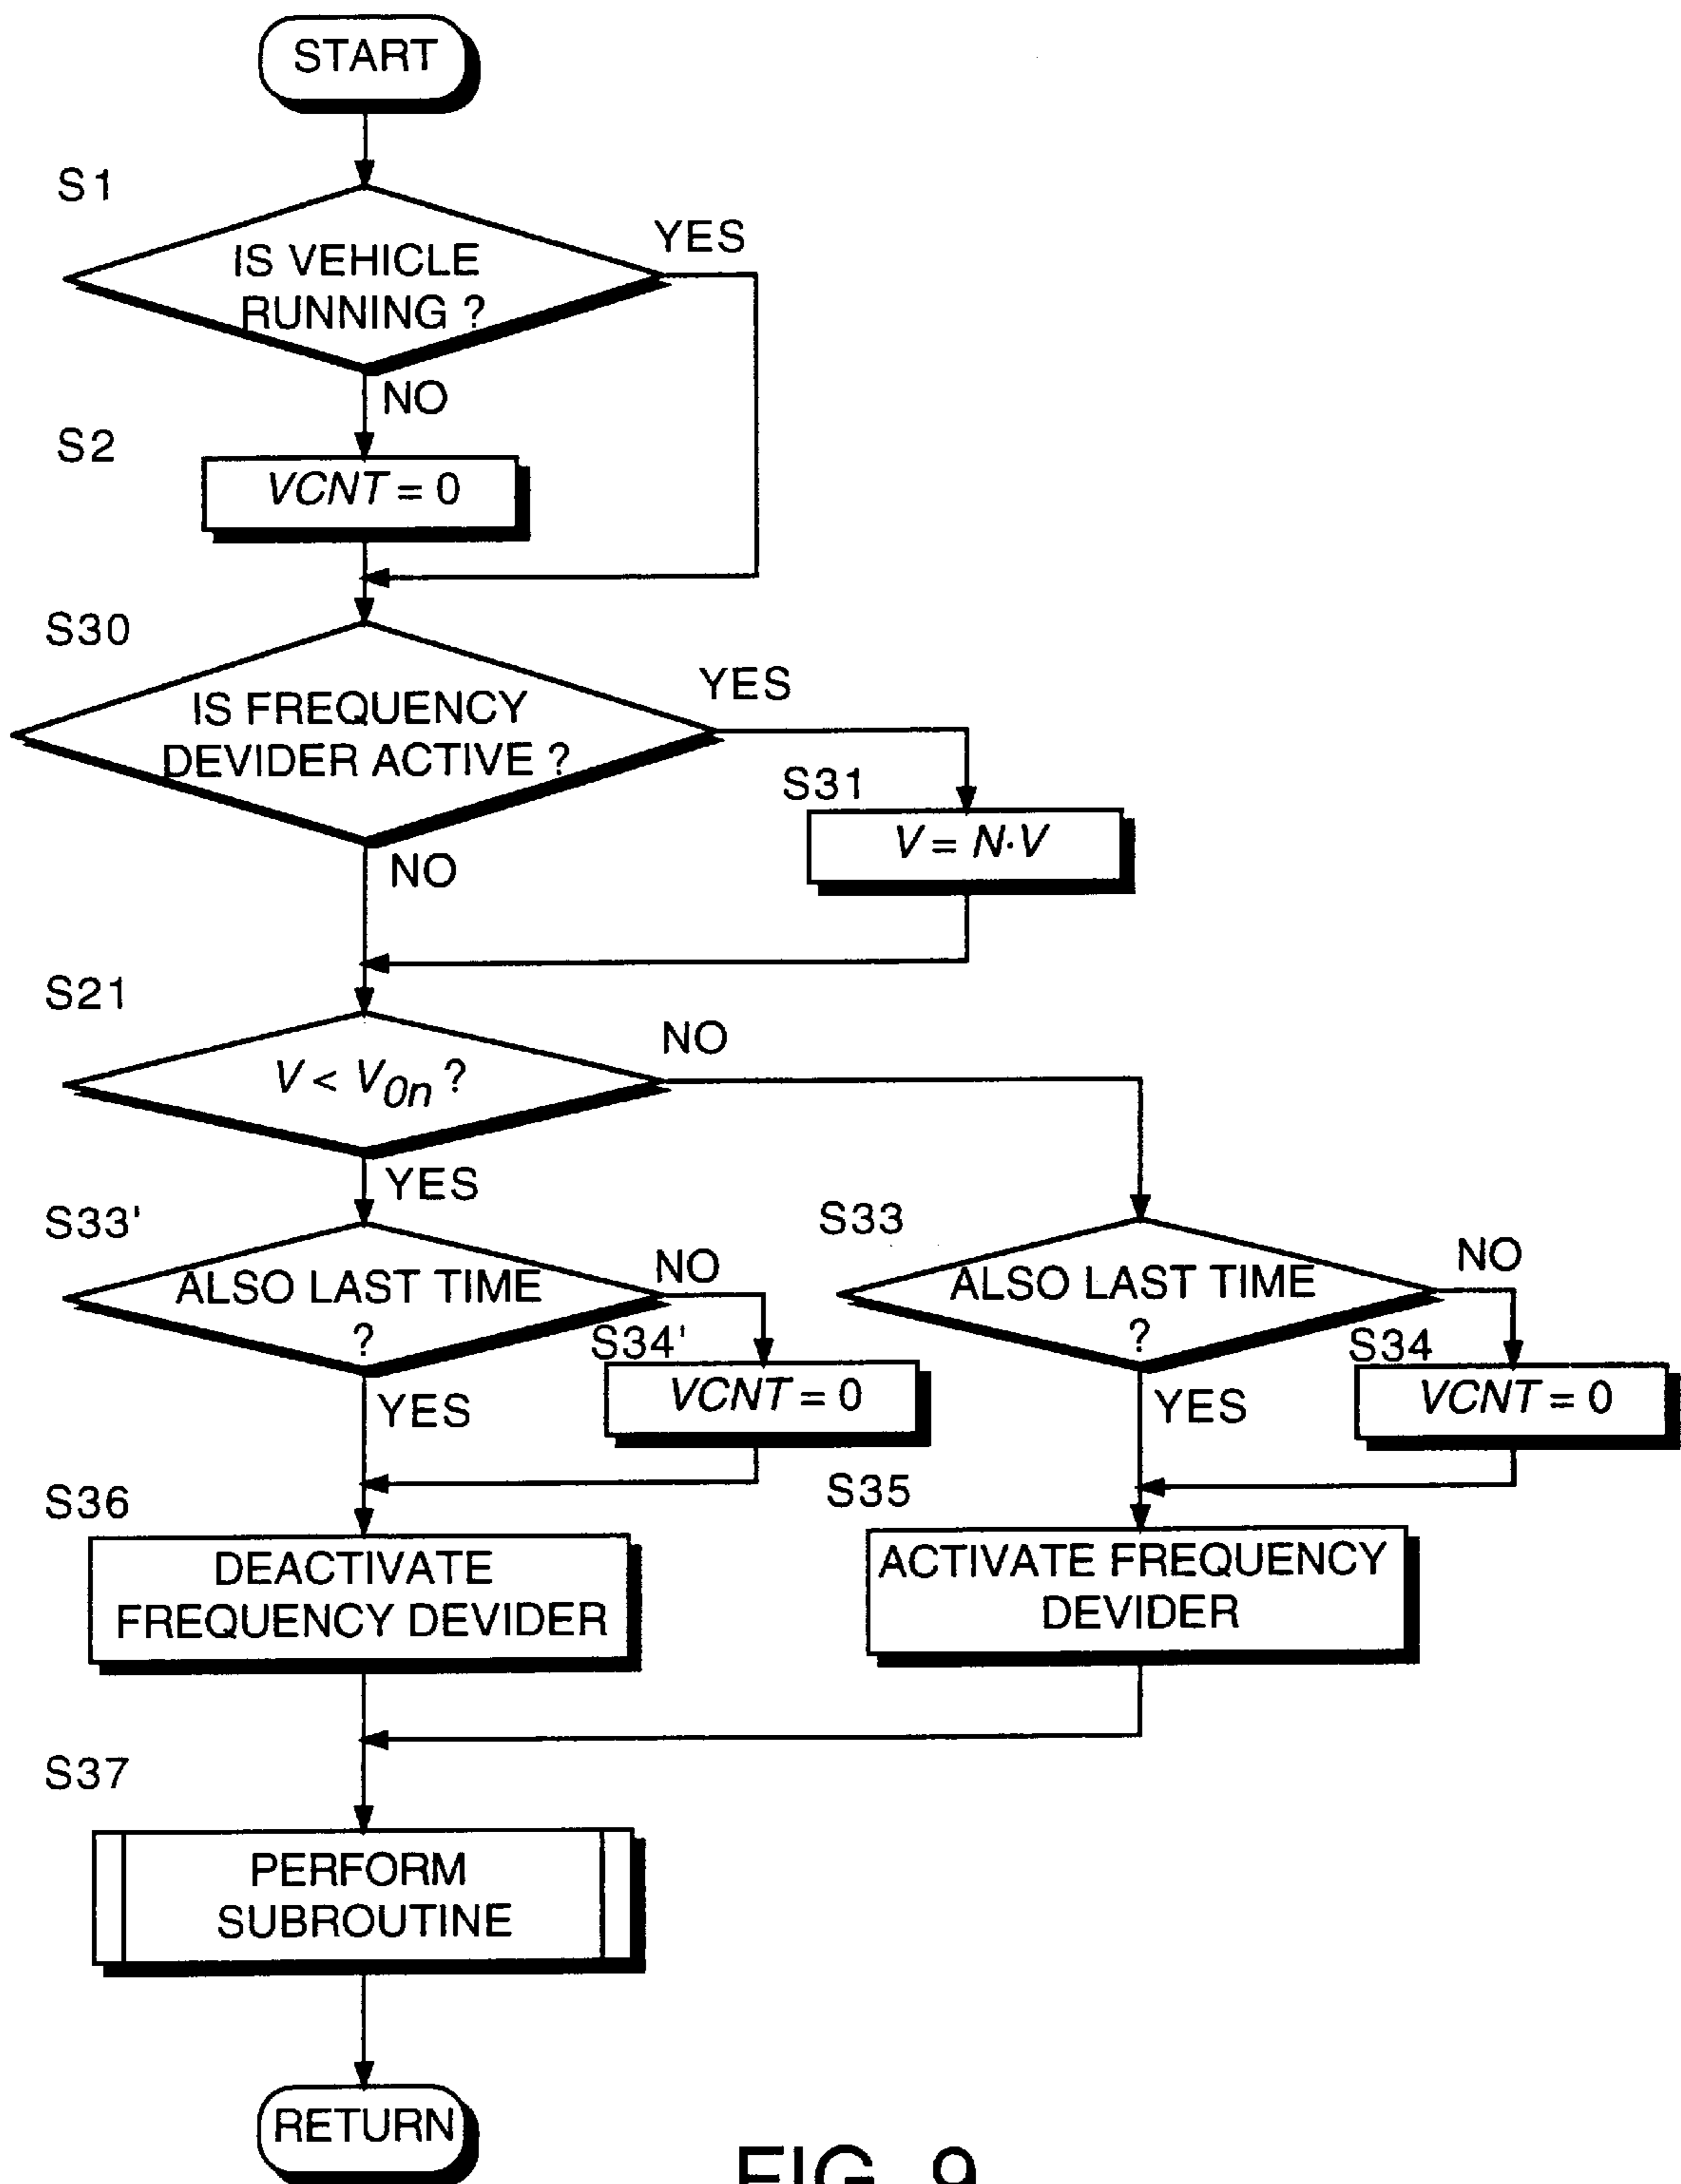 START
S1
IS VEHICLE
RUNNING ?
YES
NO
S2
VCNT = 0
S30
IS FREQUENCY
DEVIDER ACTIVE ?
YES
S31
V = N·V
NO
S21
V < V0n ?
NO
YES
S33'
ALSO LAST TIME
?
NO
S34'
VCNT = 0
YES
S33
ALSO LAST TIME
?
NO
S34
VCNT = 0
YES
S36
DEACTIVATE
FREQUENCY DEVIDER
S35
ACTIVATE FREQUENCY
DEVIDER
S37
PERFORM
SUBROUTINE
RETURN
FIG. 9